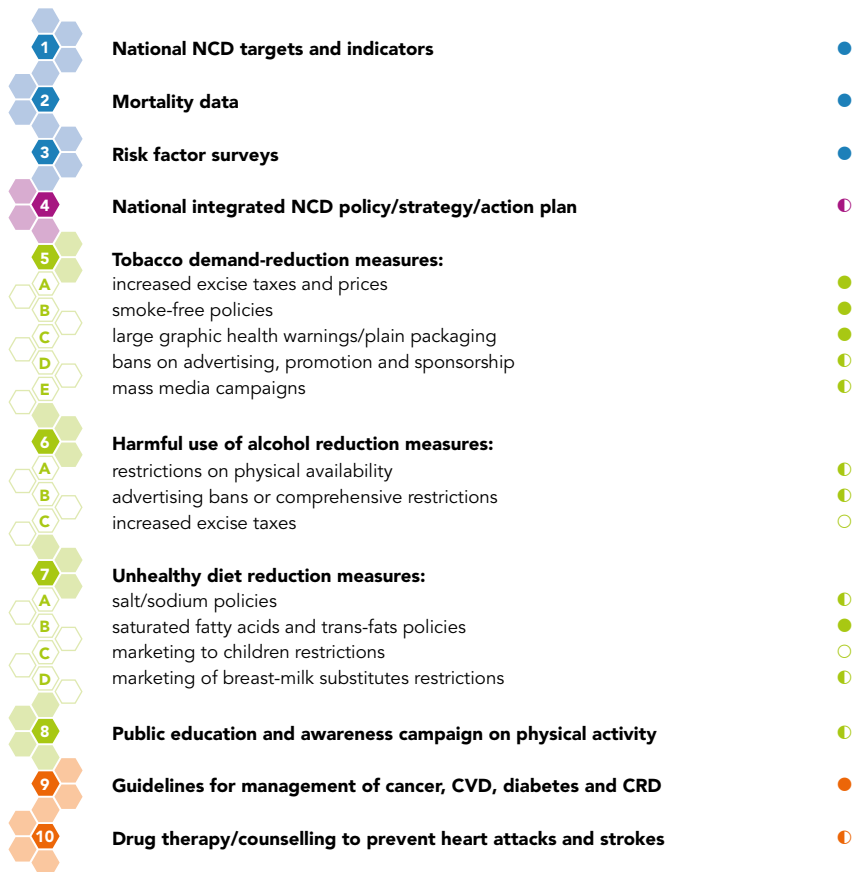 1 National NCD targets and indicators ●
2 Mortality data ●
3 Risk factor surveys ●
4 National integrated NCD policy/strategy/action plan ◐
5 Tobacco demand-reduction measures:
A increased excise taxes and prices ●
B smoke-free policies ●
C large graphic health warnings/plain packaging ●
D bans on advertising, promotion and sponsorship ◐
E mass media campaigns ◐
6 Harmful use of alcohol reduction measures:
A restrictions on physical availability ◐
B advertising bans or comprehensive restrictions ◐
C increased excise taxes ○
7 Unhealthy diet reduction measures:
A salt/sodium policies ◐
B saturated fatty acids and trans-fats policies ●
C marketing to children restrictions ○
D marketing of breast-milk substitutes restrictions ◐
8 Public education and awareness campaign on physical activity ◐
9 Guidelines for management of cancer, CVD, diabetes and CRD ●
10 Drug therapy/counselling to prevent heart attacks and strokes ◐